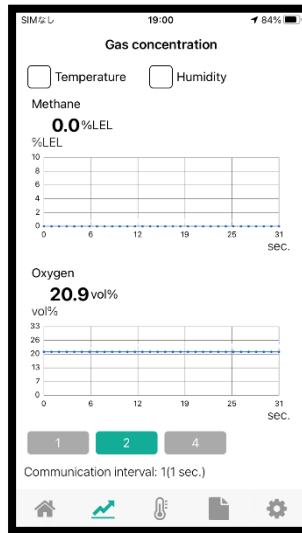 SIMなし 19:00 84%
Gas concentration
Temperature Humidity
Methane
0.0 %LEL
%LEL
10
8
6
4
2
0
0 6 12 19 25 31
sec.
Oxygen
20.9 vol%
vol%
33
26
20
13
7
0
0 6 12 19 25 31
sec.
1 2 4
Communication interval: 1(1 sec.)